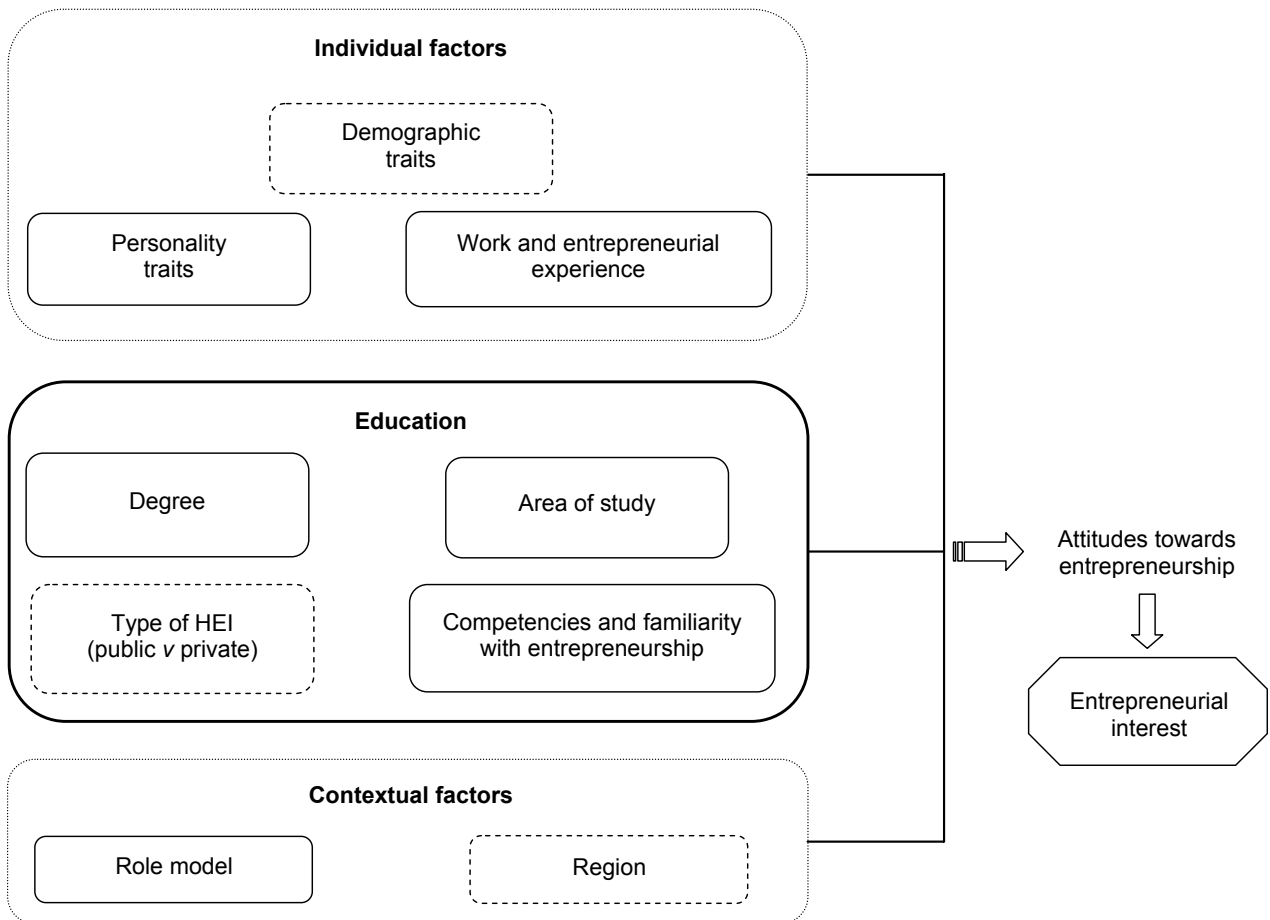 Individual factors
Demographic
traits
Personality
traits
Work and entrepreneurial
experience
Education
Degree
Area of study
Type of HEI
(public v private)
Competencies and familiarity
with entrepreneurship
Contextual factors
Role model
Region
Attitudes towards
entrepreneurship
Entrepreneurial
interest